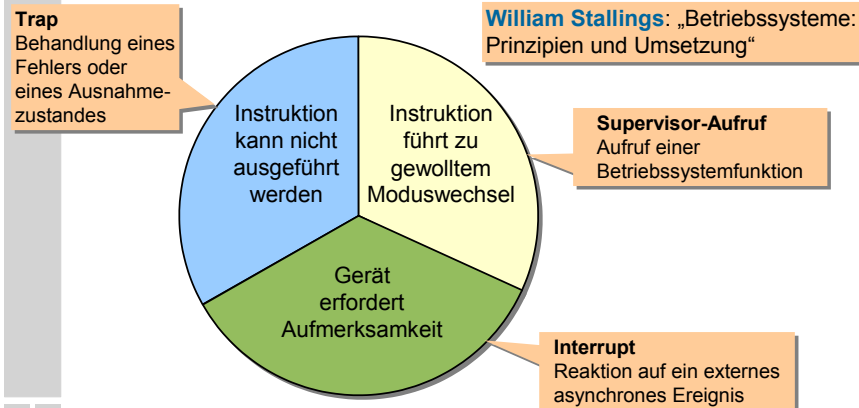 Trap
Behandlung eines
Fehlers oder
eines Ausnahme-
zustandes
William Stallings: „Betriebssysteme:
Prinzipien und Umsetzung“
Instruktion
kann nicht
ausgeführt
werden
Instruktion
führt zu
gewolltem
Moduswechsel
Supervisor-Aufruf
Aufruf einer
Betriebssystemfunktion
Gerät
erfordert
Aufmerksamkeit
Interrupt
Reaktion auf ein externes
asynchrones Ereignis